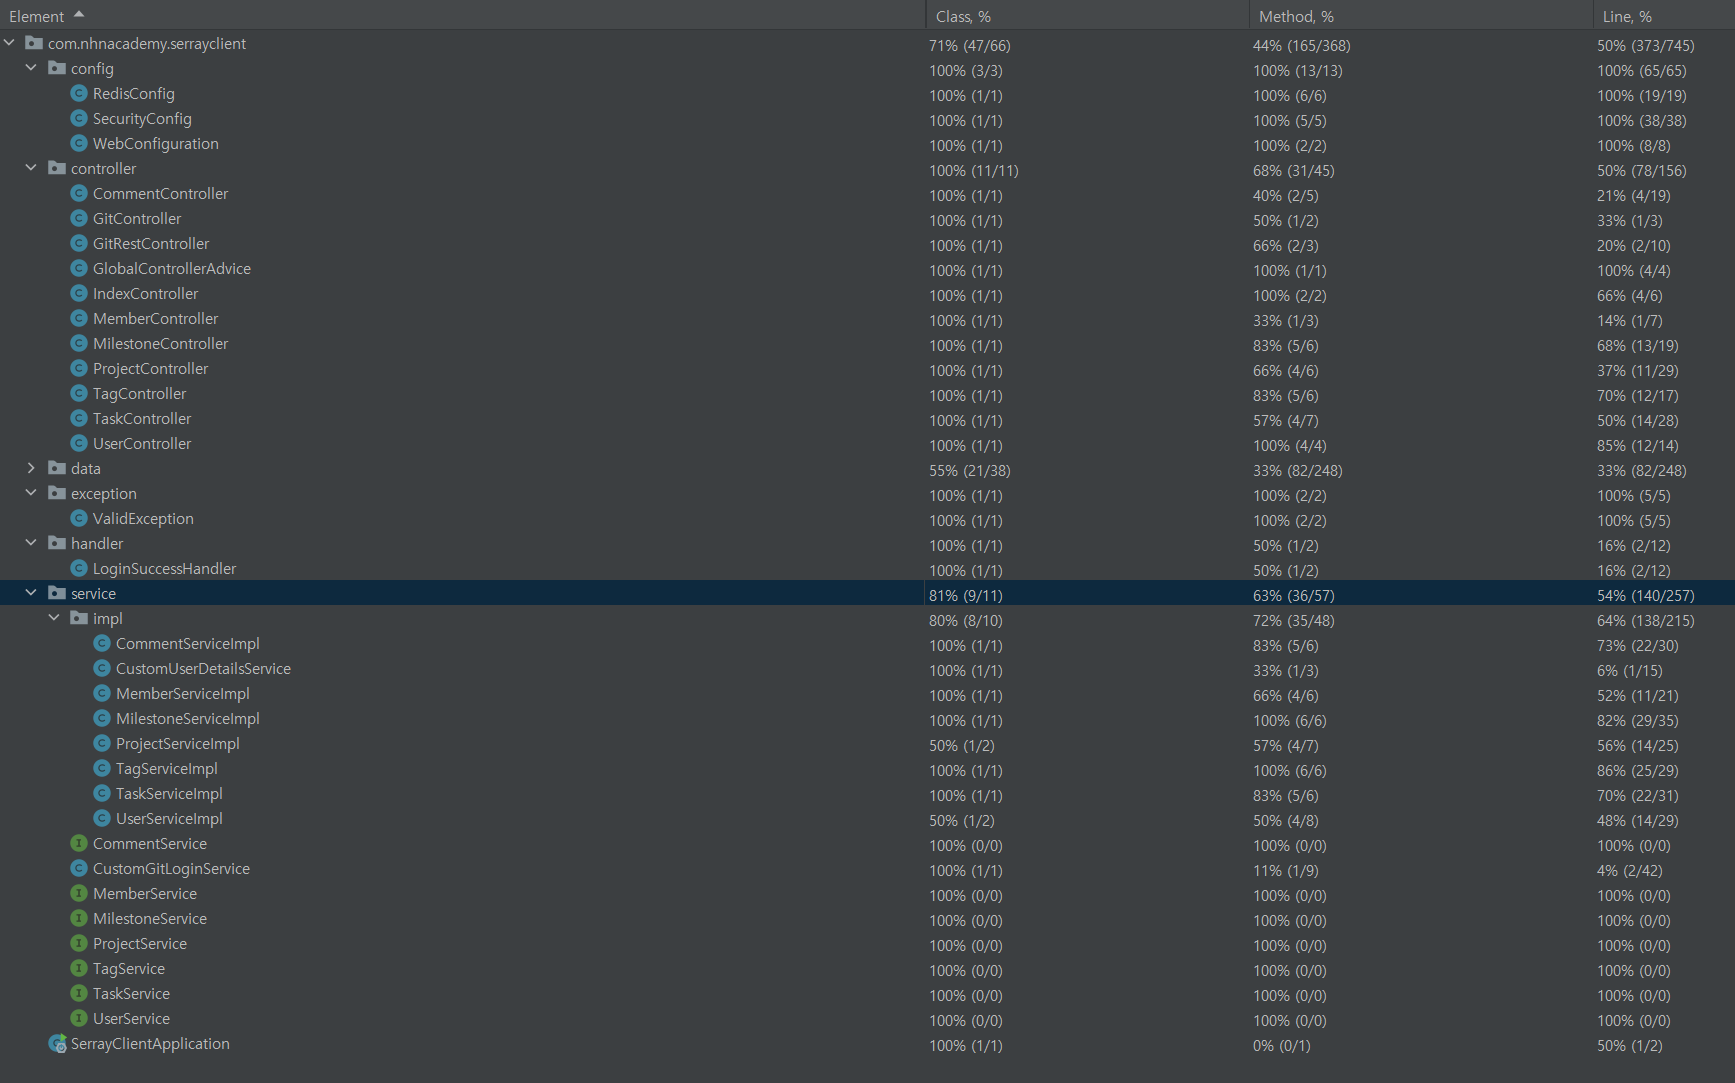 Element Class, % Method, % Line, %
com.nhnacademy.serrayclient 71% (47/66) 44% (165/368) 50% (373/745)
config 100% (3/3) 100% (13/13) 100% (65/65)
RedisConfig 100% (1/1) 100% (6/6) 100% (19/19)
SecurityConfig 100% (1/1) 100% (5/5) 100% (38/38)
WebConfiguration 100% (1/1) 100% (2/2) 100% (8/8)
controller 100% (11/11) 68% (31/45) 50% (78/156)
CommentController 100% (1/1) 40% (2/5) 21% (4/19)
GitController 100% (1/1) 50% (1/2) 33% (1/3)
GitRestController 100% (1/1) 66% (2/3) 20% (2/10)
GlobalControllerAdvice 100% (1/1) 100% (1/1) 100% (4/4)
IndexController 100% (1/1) 100% (2/2) 66% (4/6)
MemberController 100% (1/1) 33% (1/3) 14% (1/7)
MilestoneController 100% (1/1) 83% (5/6) 68% (13/19)
ProjectController 100% (1/1) 66% (4/6) 37% (11/29)
TagController 100% (1/1) 83% (5/6) 70% (12/17)
TaskController 100% (1/1) 57% (4/7) 50% (14/28)
UserController 100% (1/1) 100% (4/4) 85% (12/14)
data 55% (21/38) 33% (82/248) 33% (82/248)
exception 100% (1/1) 100% (2/2) 100% (5/5)
ValidException 100% (1/1) 100% (2/2) 100% (5/5)
handler 100% (1/1) 50% (1/2) 16% (2/12)
LoginSuccessHandler 100% (1/1) 50% (1/2) 16% (2/12)
service 81% (9/11) 63% (36/57) 54% (140/257)
impl 80% (8/10) 72% (35/48) 64% (138/215)
CommentServiceImpl 100% (1/1) 83% (5/6) 73% (22/30)
CustomUserDetailsService 100% (1/1) 33% (1/3) 6% (1/15)
MemberServiceImpl 100% (1/1) 66% (4/6) 52% (11/21)
MilestoneServiceImpl 100% (1/1) 100% (6/6) 82% (29/35)
ProjectServiceImpl 50% (1/2) 57% (4/7) 56% (14/25)
TagServiceImpl 100% (1/1) 100% (6/6) 86% (25/29)
TaskServiceImpl 100% (1/1) 83% (5/6) 70% (22/31)
UserServiceImpl 50% (1/2) 50% (4/8) 48% (14/29)
CommentService 100% (0/0) 100% (0/0) 100% (0/0)
CustomGitLoginService 100% (1/1) 11% (1/9) 4% (2/42)
MemberService 100% (0/0) 100% (0/0) 100% (0/0)
MilestoneService 100% (0/0) 100% (0/0) 100% (0/0)
ProjectService 100% (0/0) 100% (0/0) 100% (0/0)
TagService 100% (0/0) 100% (0/0) 100% (0/0)
TaskService 100% (0/0) 100% (0/0) 100% (0/0)
UserService 100% (0/0) 100% (0/0) 100% (0/0)
SerrayClientApplication 100% (1/1) 0% (0/1) 50% (1/2)